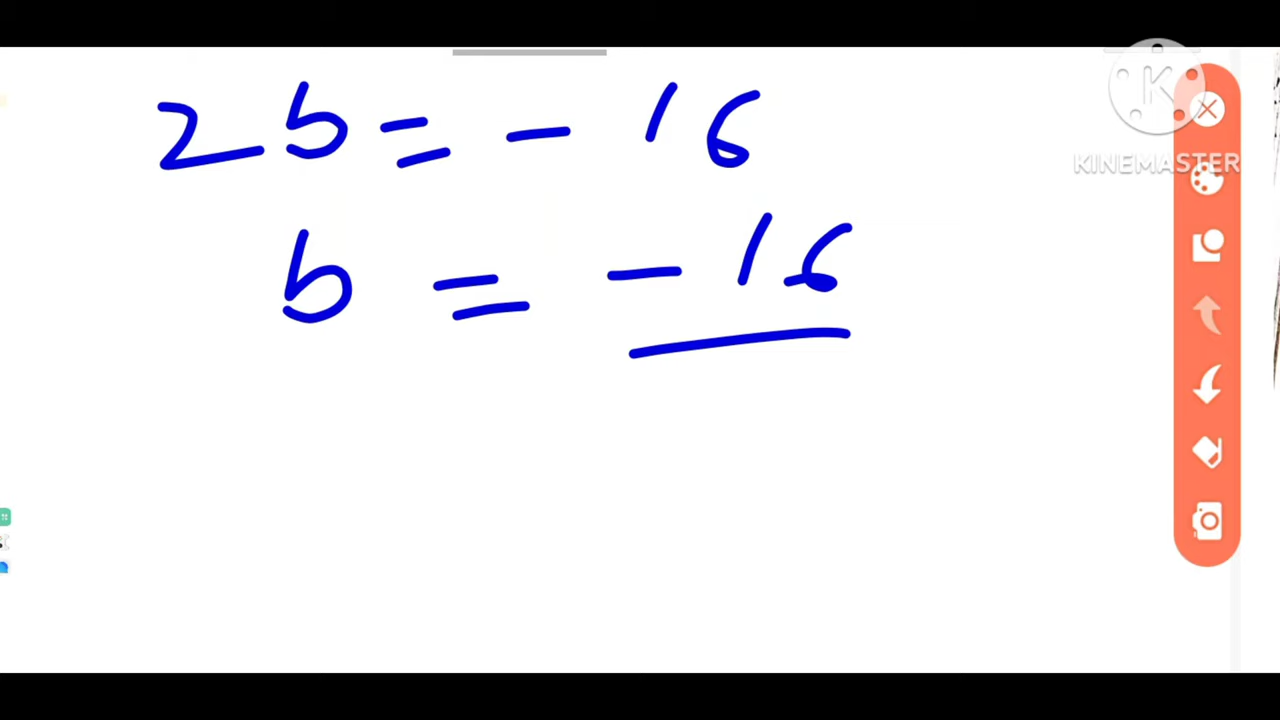 2b = - 16
b = - 16
KINEMASTER